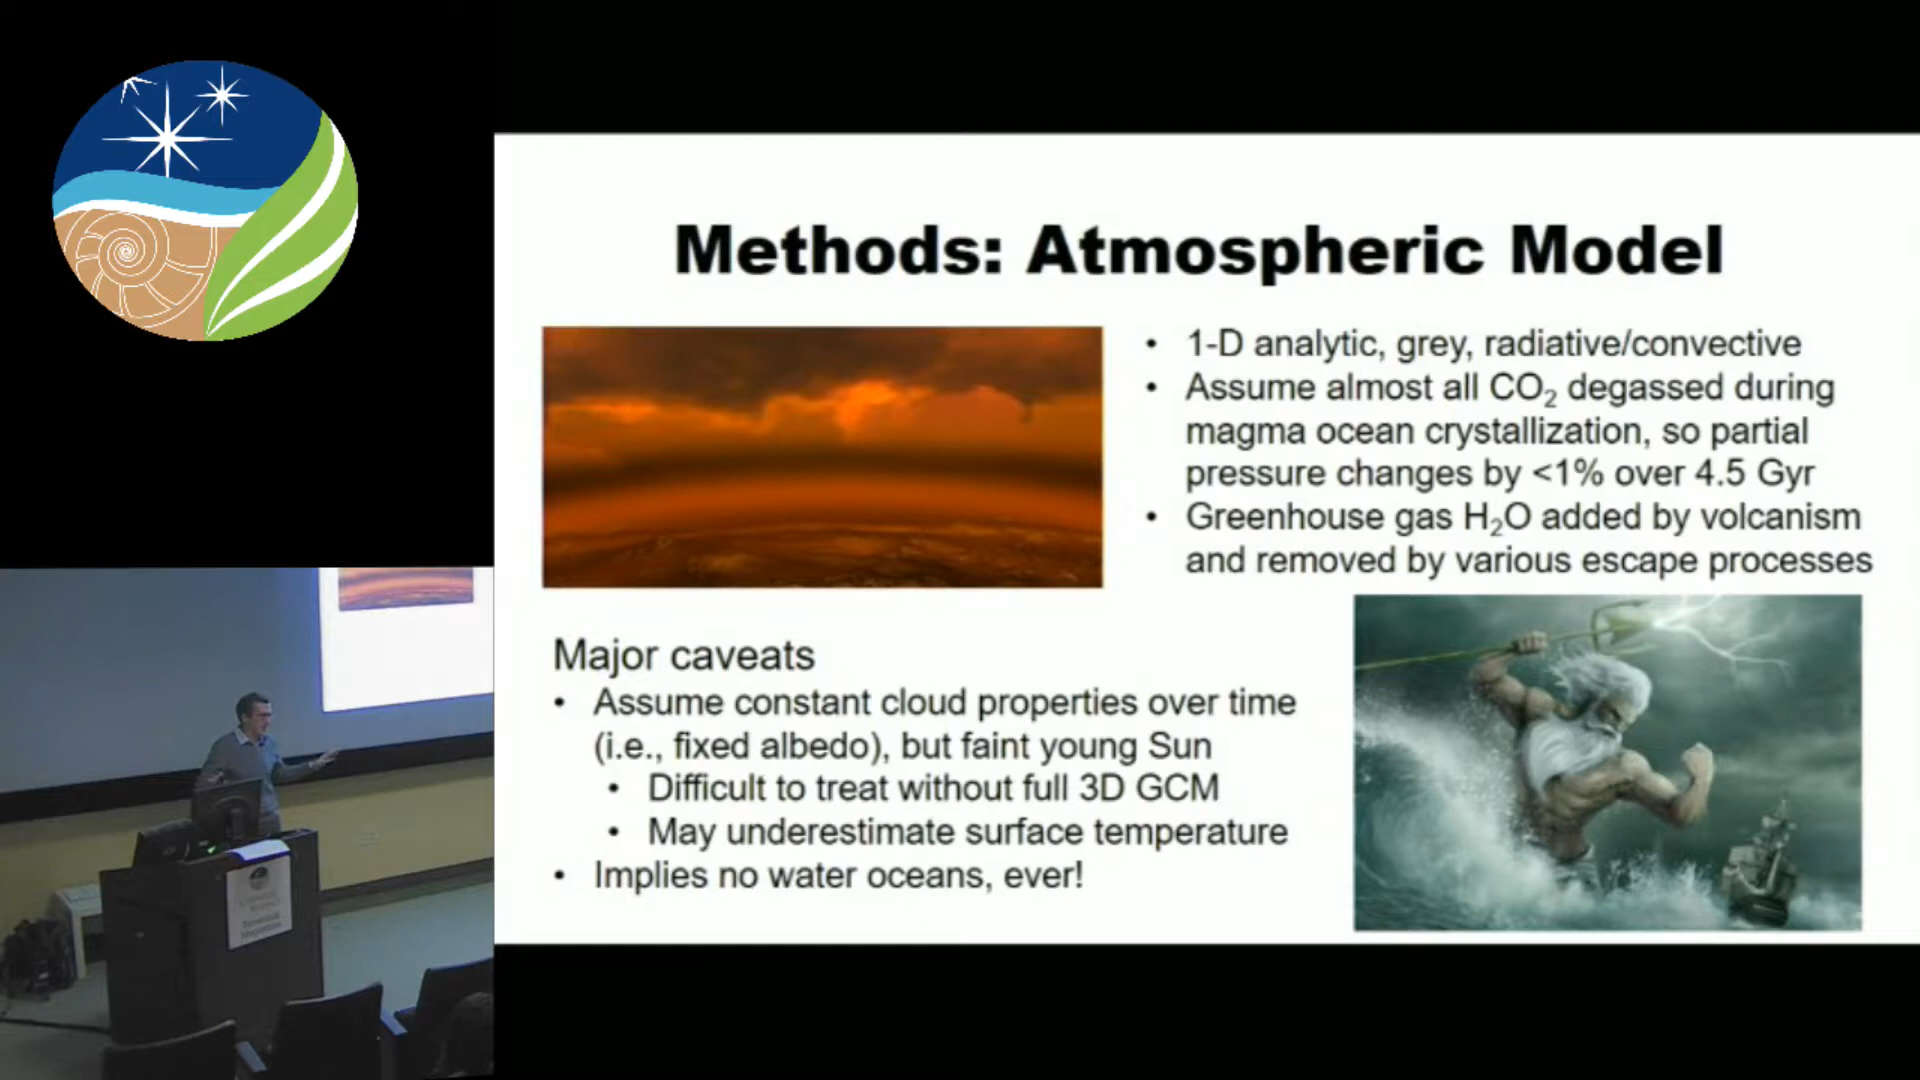 Methods: Atmospheric Model
• 1-D analytic, grey, radiative/convective
• Assume almost all CO₂ degassed during
magma ocean crystallization, so partial
pressure changes by <1% over 4.5 Gyr
• Greenhouse gas H₂O added by volcanism
and removed by various escape processes
Major caveats
• Assume constant cloud properties over time
(i.e., fixed albedo), but faint young Sun
• Difficult to treat without full 3D GCM
• May underestimate surface temperature
• Implies no water oceans, ever!